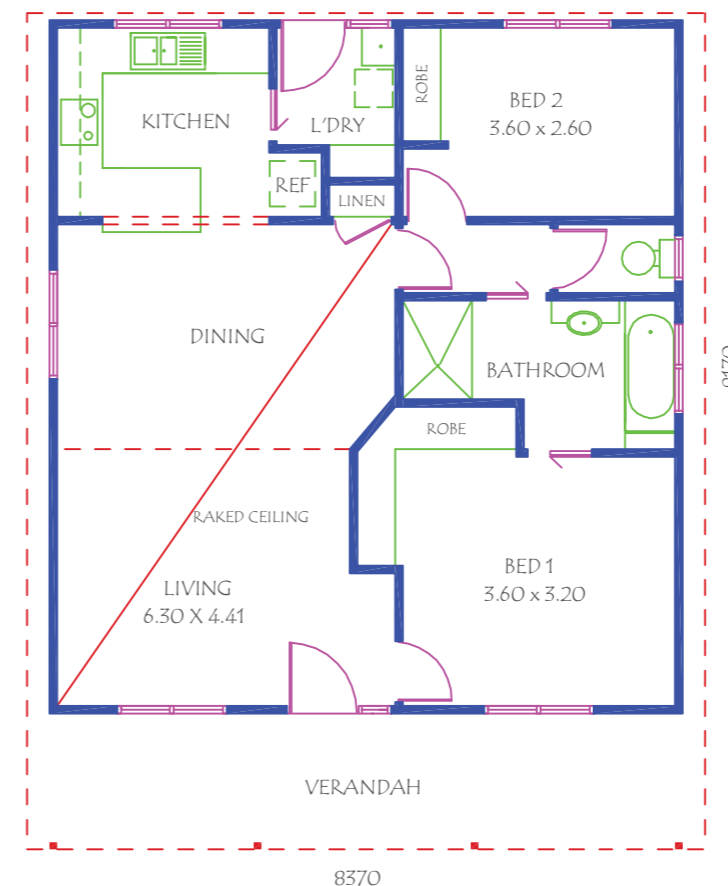 KITCHEN
L'DRY
ROBE
BED 2
3.60 x 2.60
REF
LINEN
DINING
BATHROOM
ROBE
RAKED CEILING
LIVING
6.30 X 4.41
BED 1
3.60 x 3.20
VERANDAH
8370